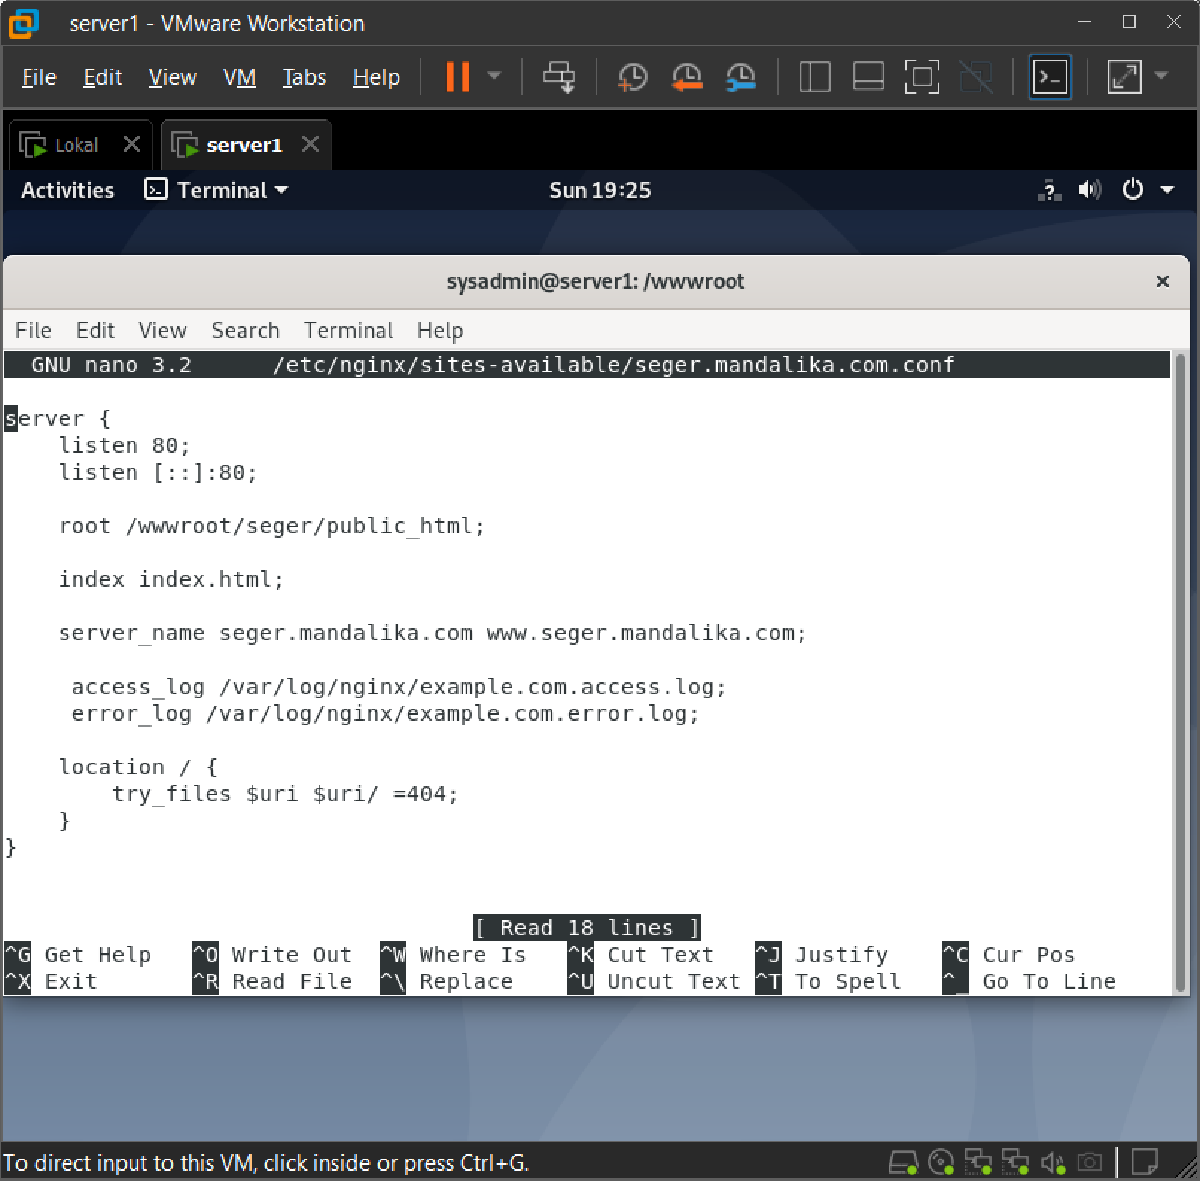 server1 - VMware Workstation
File Edit View VM Tabs Help
Lokal server1
Activities Terminal Sun 19:25 ?
sysadmin@server1: /wwwroot
File Edit View Search Terminal Help
GNU nano 3.2 /etc/nginx/sites-available/seger.mandalika.com.conf
server {
    listen 80;
    listen [::]:80;
    root /wwwroot/seger/public_html;
    index index.html;
    server_name seger.mandalika.com www.seger.mandalika.com;
     access_log /var/log/nginx/example.com.access.log;
     error_log /var/log/nginx/example.com.error.log;
    location / {
        try_files $uri $uri/ =404;
    }
}
[ Read 18 lines ]
^G Get Help ^O Write Out ^W Where Is ^K Cut Text ^J Justify ^C Cur Pos
^X Exit ^R Read File ^\ Replace ^U Uncut Text ^T To Spell ^_ Go To Line
To direct input to this VM, click inside or press Ctrl+G.